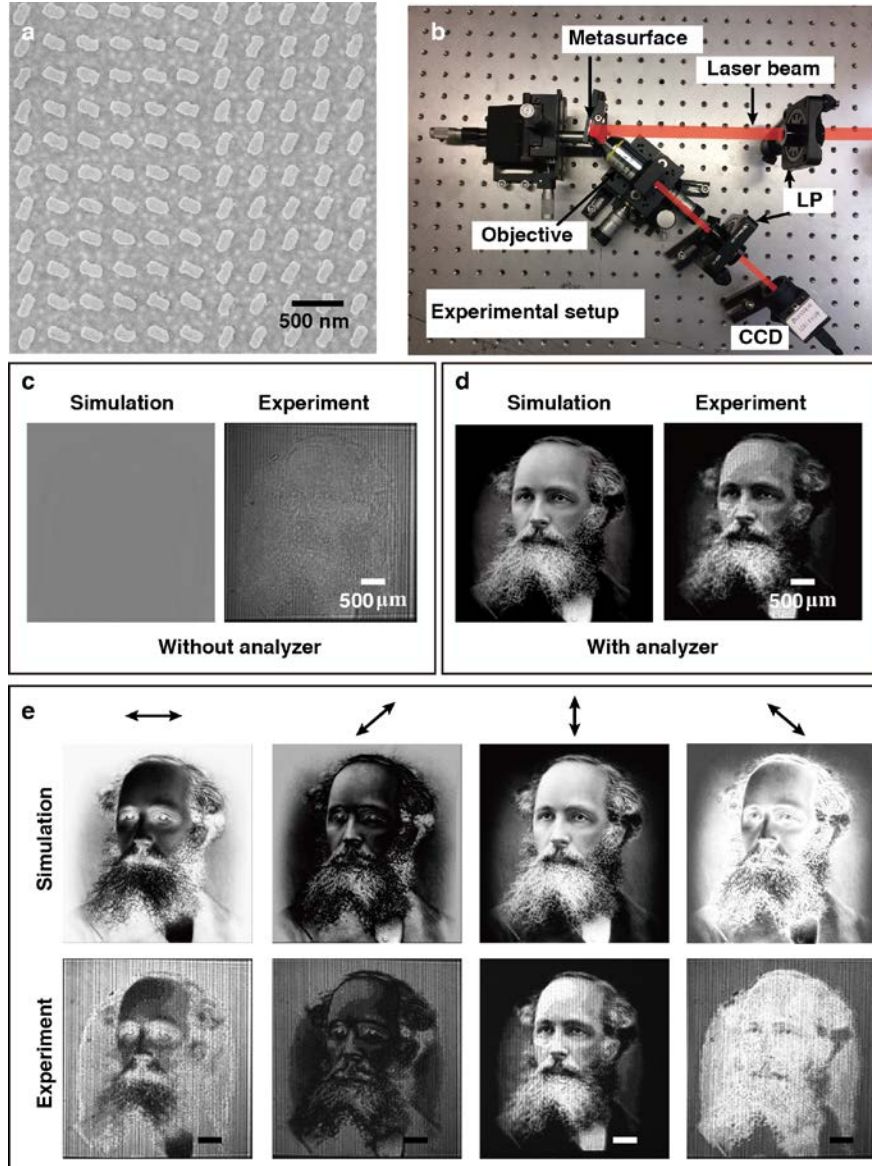 a
500 nm
b
Metasurface
Laser beam
LP
Objective
Experimental setup
CCD
c
Simulation
Experiment
500 μm
Without analyzer
d
Simulation
Experiment
500 μm
With analyzer
e
Simulation
Experiment